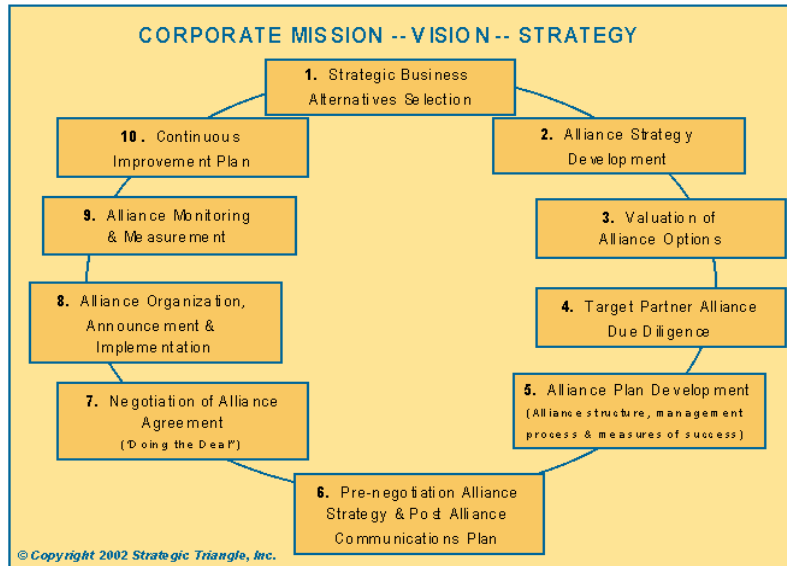 CORPORATE MISSION -- VISION -- STRATEGY
1. Strategic Business
Alternatives Selection
2. Alliance Strategy
Development
3. Valuation of
Alliance Options
4. Target Partner Alliance
Due Diligence
5. Alliance Plan Development
(Alliance structure, management
process & measures of success)
6. Pre-negotiation Alliance
Strategy & Post Alliance
Communications Plan
7. Negotiation of Alliance
Agreement
("Doing the Deal")
8. Alliance Organization,
Announcement &
Implementation
9. Alliance Monitoring
& Measurement
10. Continuous
Improvement Plan
© Copyright 2002 Strategic Triangle, Inc.